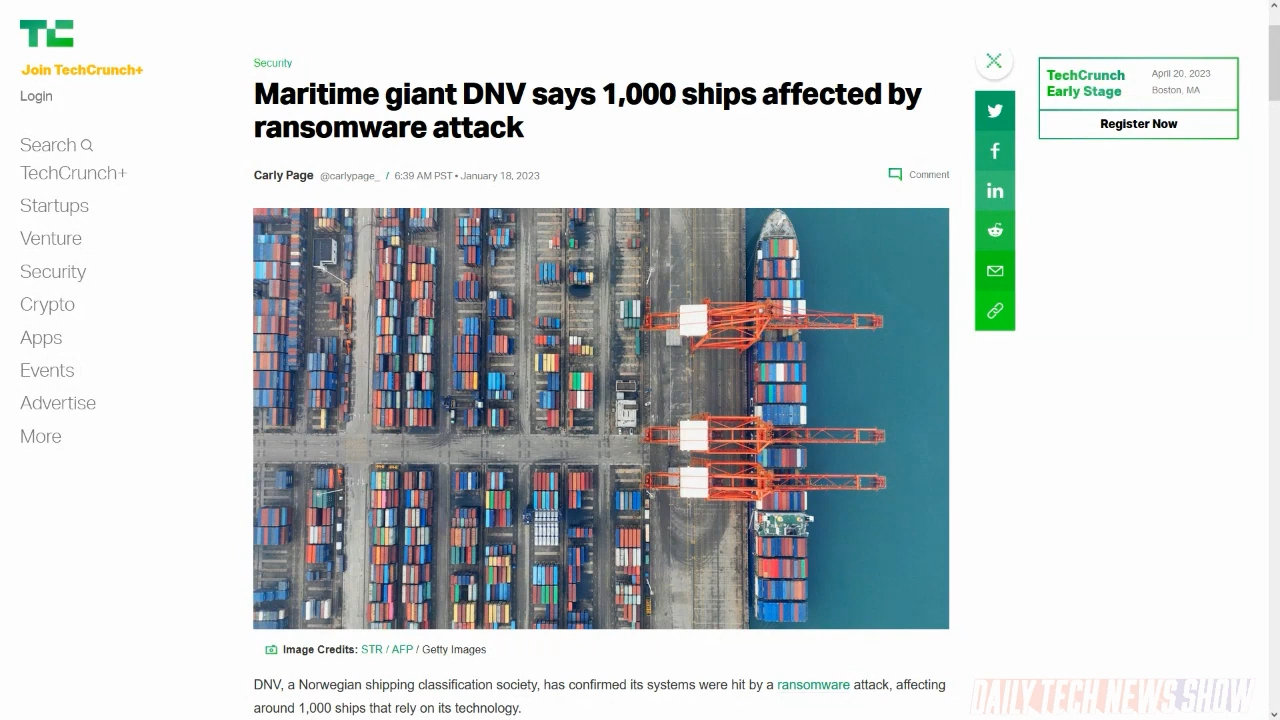 TC
Join TechCrunch+
Login
Search
TechCrunch+
Startups
Venture
Security
Crypto
Apps
Events
Advertise
More
Security
Maritime giant DNV says 1,000 ships affected by
ransomware attack
Carly Page @carlypage_ / 6:39 AM PST • January 18, 2023
Comment
Image Credits: STR / AFP / Getty Images
DNV, a Norwegian shipping classification society, has confirmed its systems were hit by a ransomware attack, affecting
around 1,000 ships that rely on its technology.
f
in
TechCrunch
Early Stage
April 20, 2023
Boston, MA
Register Now
DAILY TECH NEWS SHOW